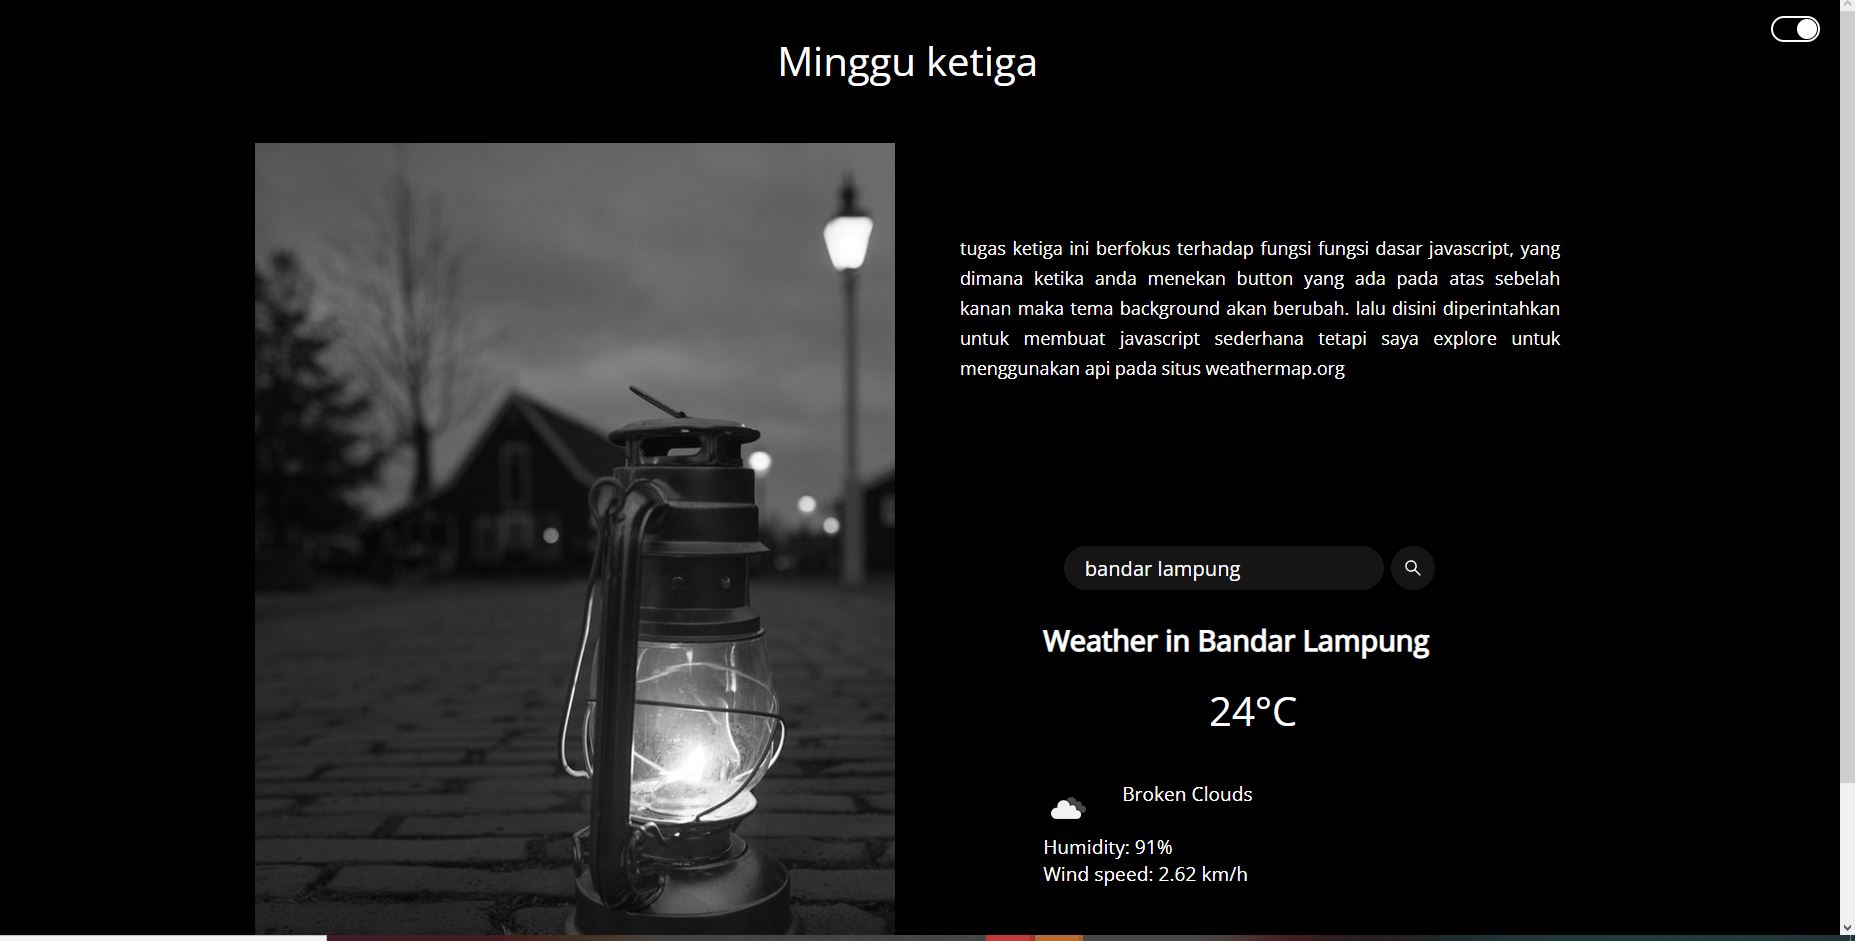 Minggu ketiga
tugas ketiga ini berfokus terhadap fungsi fungsi dasar javascript, yang
dimana ketika anda menekan button yang ada pada atas sebelah
kanan maka tema background akan berubah. lalu disini diperintahkan
untuk membuat javascript sederhana tetapi saya explore untuk
menggunakan api pada situs weathermap.org
bandar lampung
Weather in Bandar Lampung
24°C
Broken Clouds
Humidity: 91%
Wind speed: 2.62 km/h